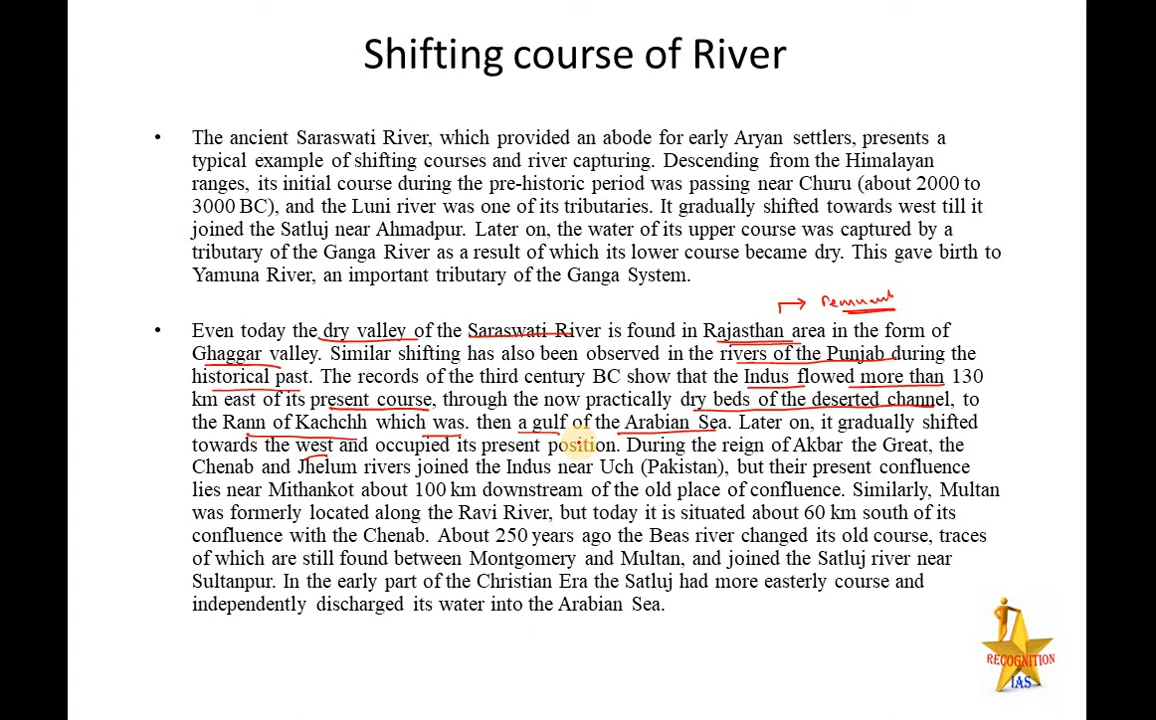 Shifting course of River
• The ancient Saraswati River, which provided an abode for early Aryan settlers, presents a
typical example of shifting courses and river capturing. Descending from the Himalayan
ranges, its initial course during the pre-historic period was passing near Churu (about 2000 to
3000 BC), and the Luni river was one of its tributaries. It gradually shifted towards west till it
joined the Satluj near Ahmadpur. Later on, the water of its upper course was captured by a
tributary of the Ganga River as a result of which its lower course became dry. This gave birth to
Yamuna River, an important tributary of the Ganga System.
remnant
• Even today the dry valley of the Saraswati River is found in Rajasthan area in the form of
Ghaggar valley. Similar shifting has also been observed in the rivers of the Punjab during the
historical past. The records of the third century BC show that the Indus flowed more than 130
km east of its present course, through the now practically dry beds of the deserted channel, to
the Rann of Kachchh which was. then a gulf of the Arabian Sea. Later on, it gradually shifted
towards the west and occupied its present position. During the reign of Akbar the Great, the
Chenab and Jhelum rivers joined the Indus near Uch (Pakistan), but their present confluence
lies near Mithankot about 100 km downstream of the old place of confluence. Similarly, Multan
was formerly located along the Ravi River, but today it is situated about 60 km south of its
confluence with the Chenab. About 250 years ago the Beas river changed its old course, traces
of which are still found between Montgomery and Multan, and joined the Satluj river near
Sultanpur. In the early part of the Christian Era the Satluj had more easterly course and
independently discharged its water into the Arabian Sea.
RECOGNITION
IAS